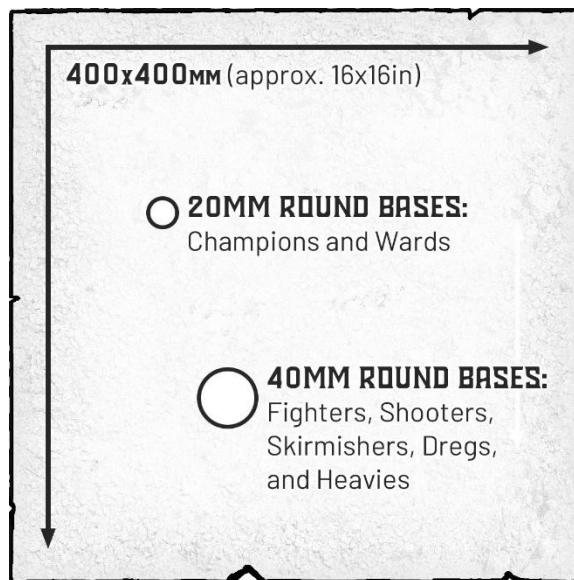 400x400MM (approx. 16x16in)
20MM ROUND BASES:
Champions and Wards
40MM ROUND BASES:
Fighters, Shooters,
Skirmishers, Dregs,
and Heavies